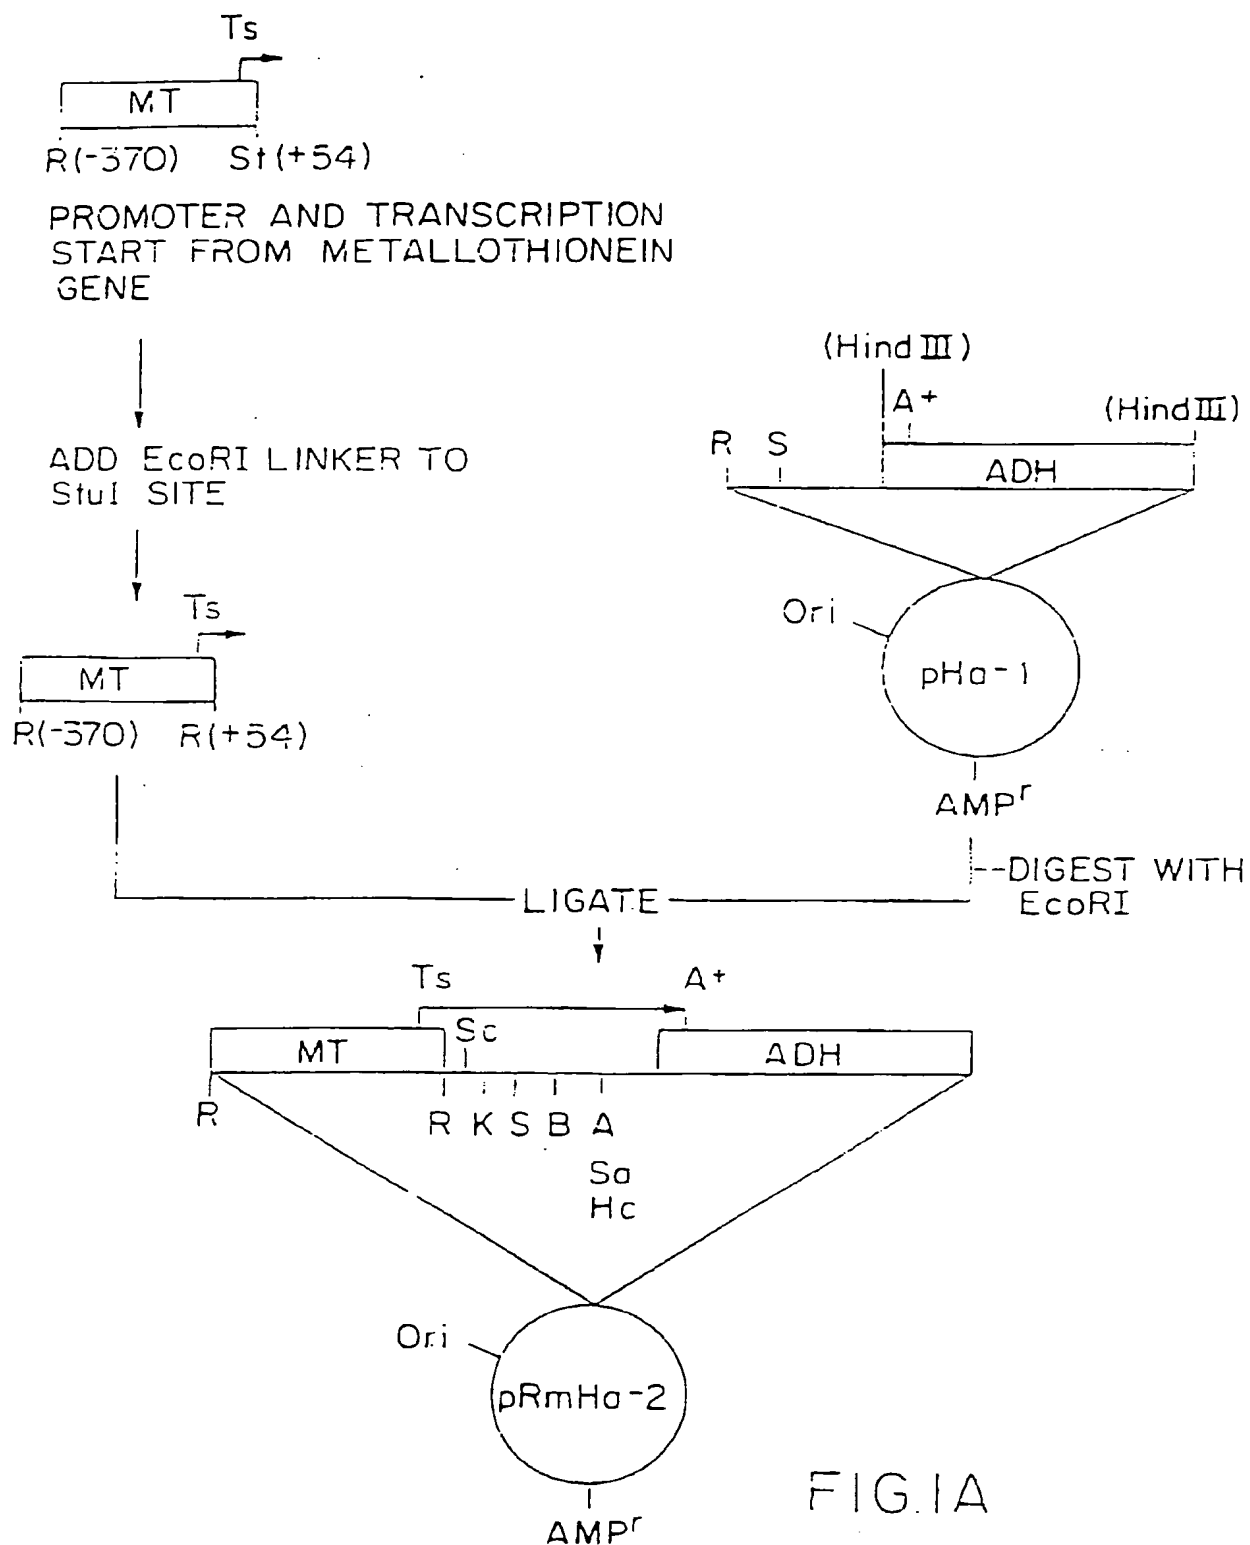 Ts
MT
R(-370) St(+54)
PROMOTER AND TRANSCRIPTION
START FROM METALLOTHIONEIN
GENE
ADD EcoRI LINKER TO
StuI SITE
Ts
MT
R(-370) R(+54)
(Hind III)
A+
(Hind III)
R S
ADH
Ori
pHa-1
AMPr
DIGEST WITH
EcoRI
LIGATE
Ts A+
Sc
MT ADH
R R K S B A
Sa
Hc
Ori
pRmHa-2
AMPr
FIG.1A